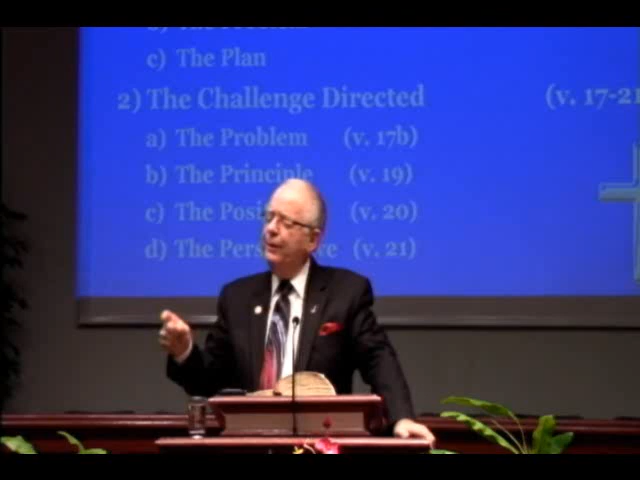 c) The Plan
2) The Challenge Directed (v. 17-21
a) The Problem (v. 17b)
b) The Principle (v. 19)
c) The (v. 20)
d) The (v. 21)